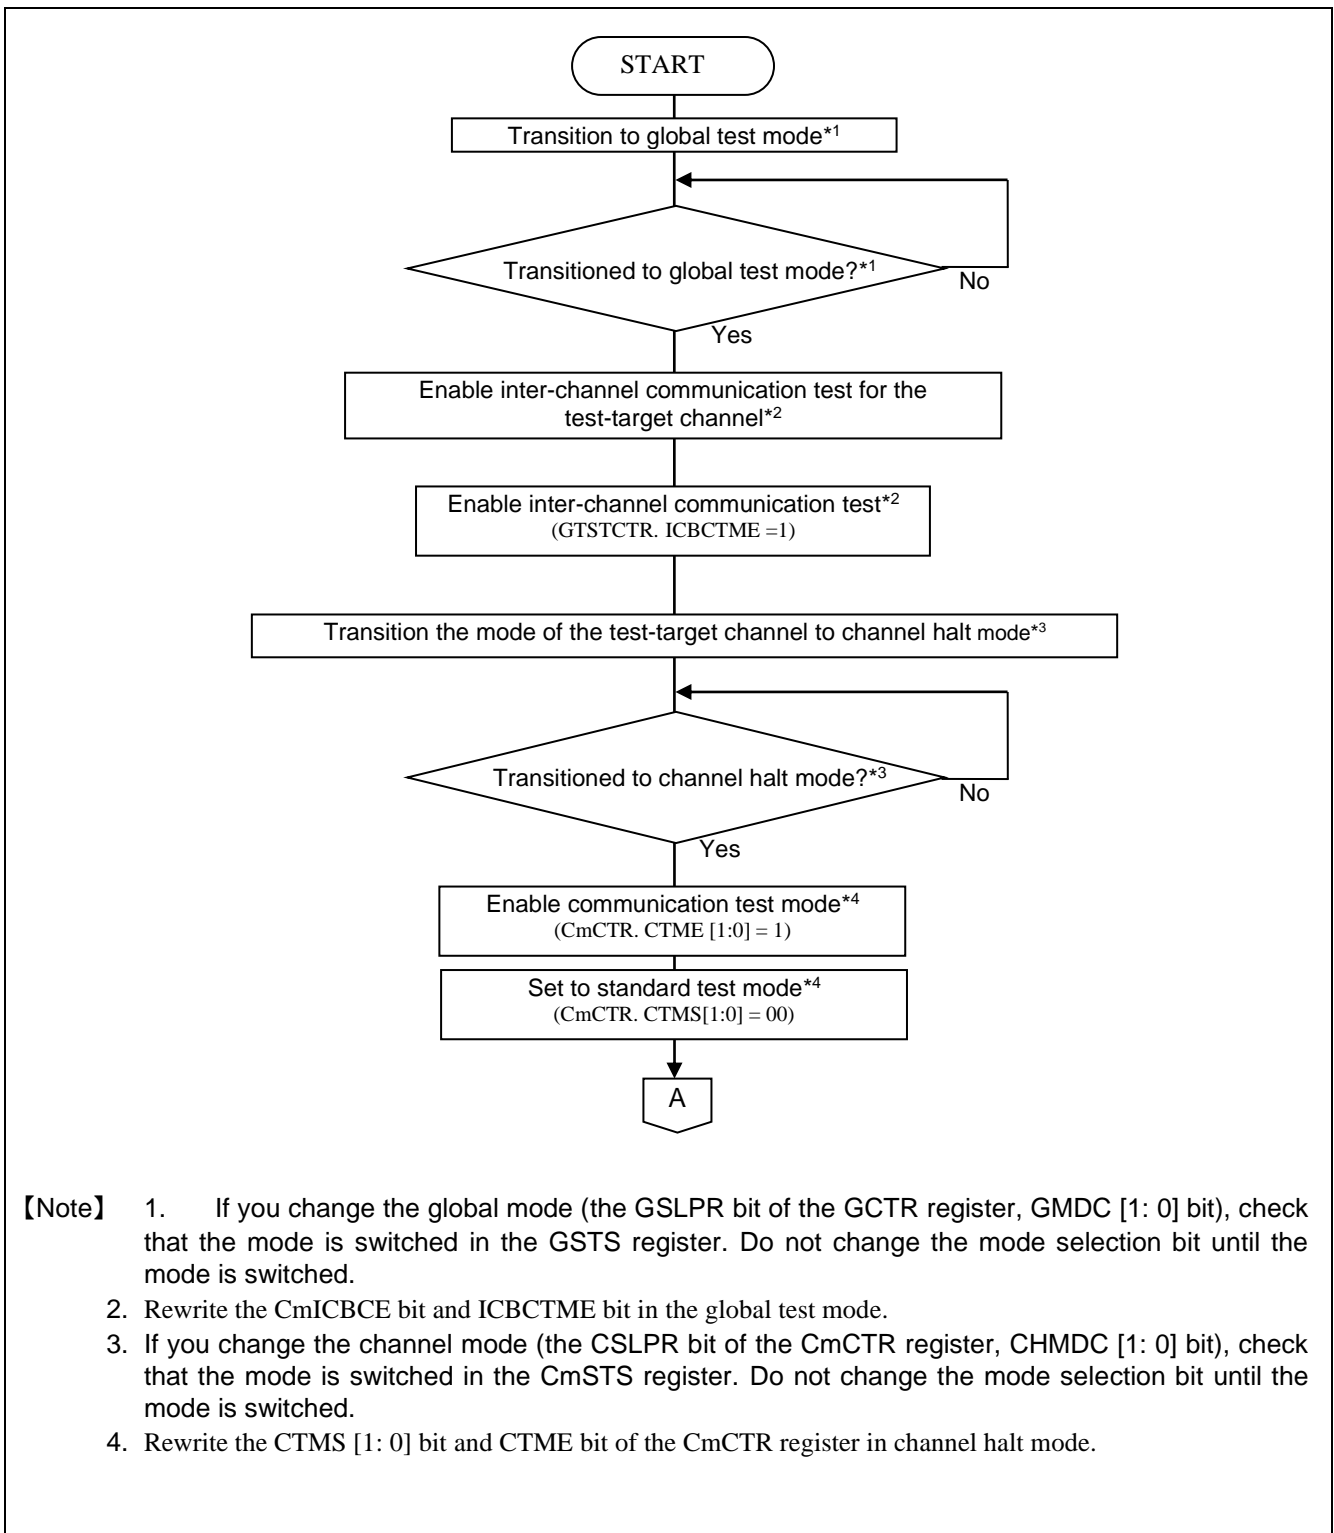 START
Transition to global test mode*1
Transitioned to global test mode?*1
No
Yes
Enable inter-channel communication test for the
test-target channel*2
Enable inter-channel communication test*2
(GTSTCTR. ICBCTME =1)
Transition the mode of the test-target channel to channel halt mode*3
Transitioned to channel halt mode?*3
No
Yes
Enable communication test mode*4
(CmCTR. CTME [1:0] = 1)
Set to standard test mode*4
(CmCTR. CTMS[1:0] = 00)
A
【Note】 1. If you change the global mode (the GSLPR bit of the GCTR register, GMDC [1: 0] bit), check
that the mode is switched in the GSTS register. Do not change the mode selection bit until the
mode is switched.
2. Rewrite the CmICBCE bit and ICBCTME bit in the global test mode.
3. If you change the channel mode (the CSLPR bit of the CmCTR register, CHMDC [1: 0] bit), check
that the mode is switched in the CmSTS register. Do not change the mode selection bit until the
mode is switched.
4. Rewrite the CTMS [1: 0] bit and CTME bit of the CmCTR register in channel halt mode.